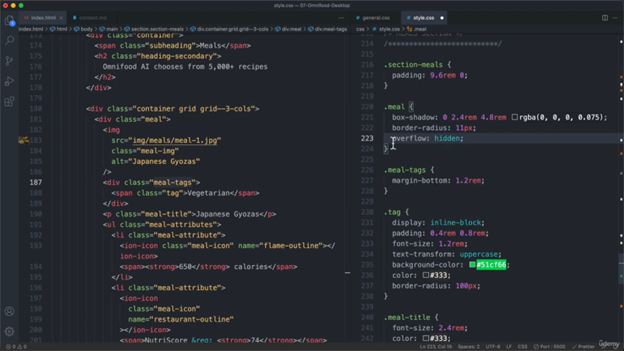 style.css — 07-Omnifood-Desktop
index.html
content.md
general.css
style.css
index.html > html > body > main > section.section-meals > div.container.grid.grid--3-cols > div.meal > div.meal-tags
css > style.css > .meal
174 <div class="container">
175 <span class="subheading">Meals</span>
176 <h2 class="heading-secondary">
177 Omnifood AI chooses from 5,000+ recipes
178 </h2>
179 </div>
180
181 <div class="container grid grid--3-cols">
182 <div class="meal">
183 <img
184 src="img/meals/meal-1.jpg"
185 class="meal-img"
186 alt="Japanese Gyozas"
/>
187 <div class="meal-tags">
188 <span class="tag">Vegetarian</span>
189 </div>
190 <p class="meal-title">Japanese Gyozas</p>
191 <ul class="meal-attributes">
192 <li class="meal-attribute">
193 <ion-icon class="meal-icon" name="flame-outline"></
ion-icon>
194 <span><strong>650</strong> calories</span>
195 </li>
196 <li class="meal-attribute">
197 <ion-icon
198 class="meal-icon"
199 name="restaurant-outline"
200 ></ion-icon>
201 <span>NutriScore &reg; <strong>74</strong></span>
214 /****************************/
215
216 .section-meals {
217 padding: 9.6rem 0;
218 }
219
220 .meal {
221 box-shadow: 0 2.4rem 4.8rem rgba(0, 0, 0, 0.075);
222 border-radius: 11px;
223 overflow: hidden;
224 }
225
226 .meal-tags {
227 margin-bottom: 1.2rem;
228 }
229
230 .tag {
231 display: inline-block;
232 padding: 0.4rem 0.8rem;
233 font-size: 1.2rem;
234 text-transform: uppercase;
235 background-color: #51cf66;
236 color: #333;
237 border-radius: 100px;
238 }
239
240 .meal-title {
241 font-size: 2.4rem;
242 color: #333;
Spaces: 2
UTF-8
LF
CSS
Port : 5500
Prettier
Udemy